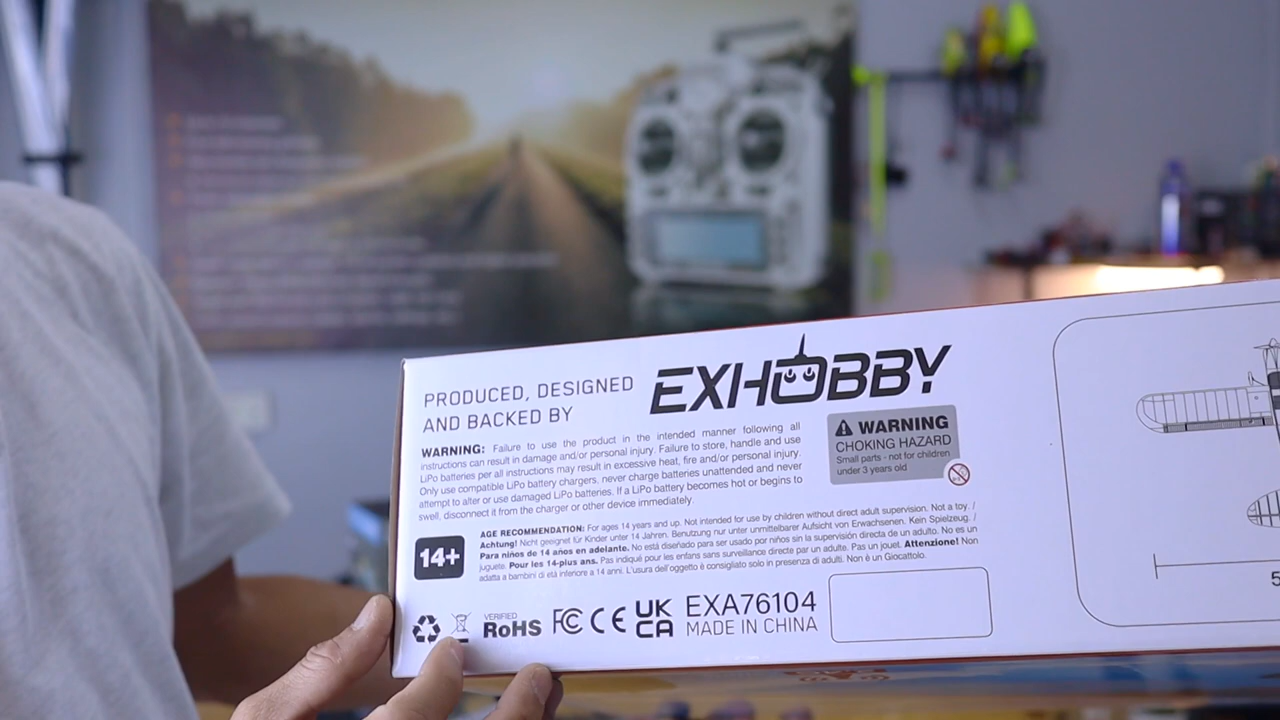 PRODUCED, DESIGNED
AND BACKED BY
EXHOBBY
WARNING: Failure to use the product in the intended manner following all
instructions can result in damage and/or personal injury. Failure to store, handle and use
LiPo batteries per all instructions may result in excessive heat, fire and/or personal injury.
Only use compatible LiPo battery chargers, never charge batteries unattended and never
attempt to alter or use damaged LiPo batteries. If a LiPo battery becomes hot or begins to
swell, disconnect it from the charger or other device immediately.
WARNING
CHOKING HAZARD
Small parts - not for children
under 3 years old
14+
AGE RECOMMENDATION: For ages 14 years and up. Not intended for use by children without direct adult supervision. Not a toy. /
Achtung! Nicht geeignet für Kinder unter 14 Jahren. Benutzung nur unter unmittelbarer Aufsicht von Erwachsenen. Kein Spielzeug. /
Para niños de 14 años en adelante. No está diseñado para ser usado por niños sin la supervisión directa de un adulto. No es un
juguete. Pour les 14-plus ans. Pas indiqué pour les enfans sans surveillance directe par un adulte. Pas un jouet. Attenzione! Non
adatta a bambini di età inferiore a 14 anni. L'usura dell'oggetto è consigliato solo in presenza di adulti. Non è un Giocattolo.
VERIFIED
RoHS
FC CE UK
CA
EXA76104
MADE IN CHINA
5